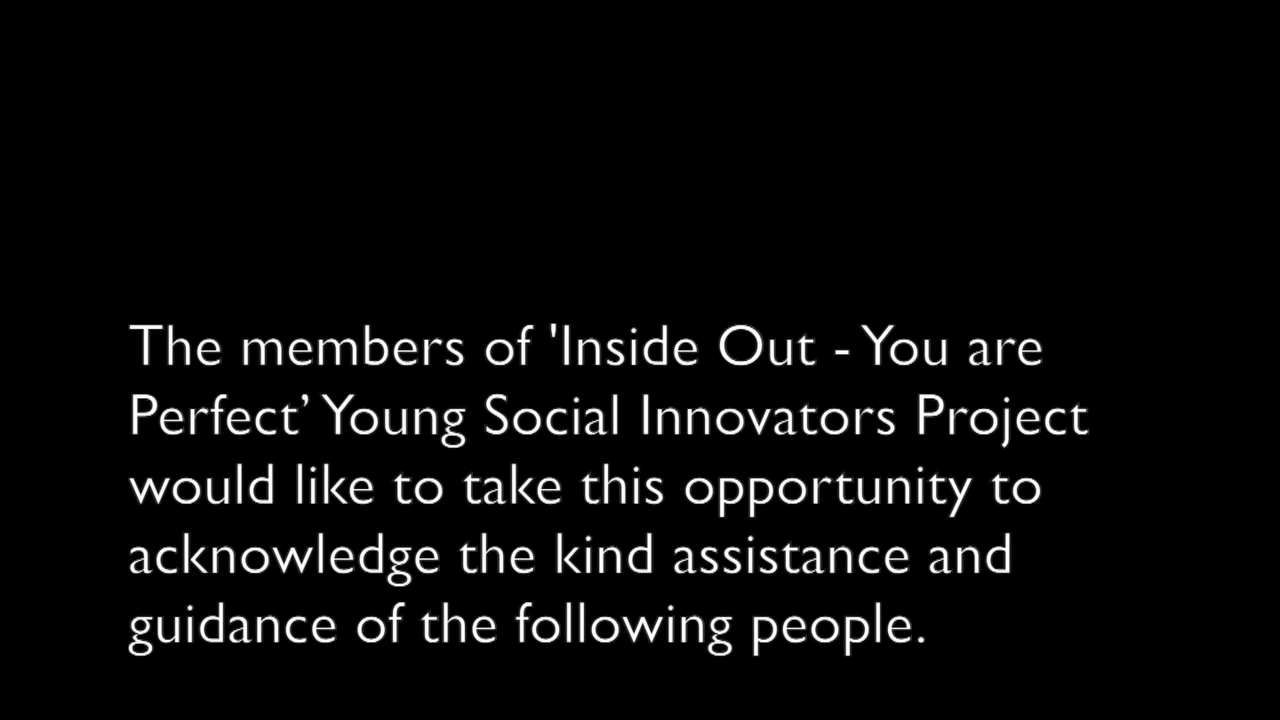 The members of 'Inside Out - You are
Perfect’ Young Social Innovators Project
would like to take this opportunity to
acknowledge the kind assistance and
guidance of the following people.